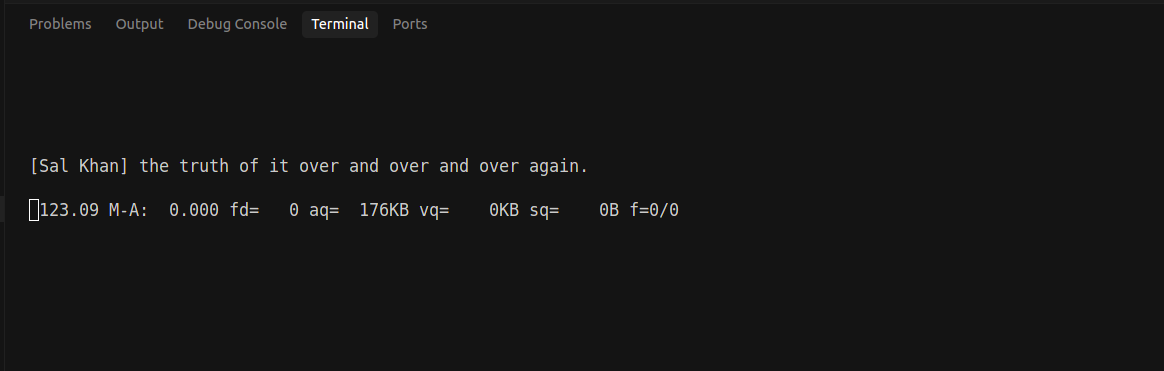 Problems Output Debug Console Terminal Ports
[Sal Khan] the truth of it over and over and over again.
123.09 M-A:  0.000 fd=   0 aq=  176KB vq=    0KB sq=    0B f=0/0